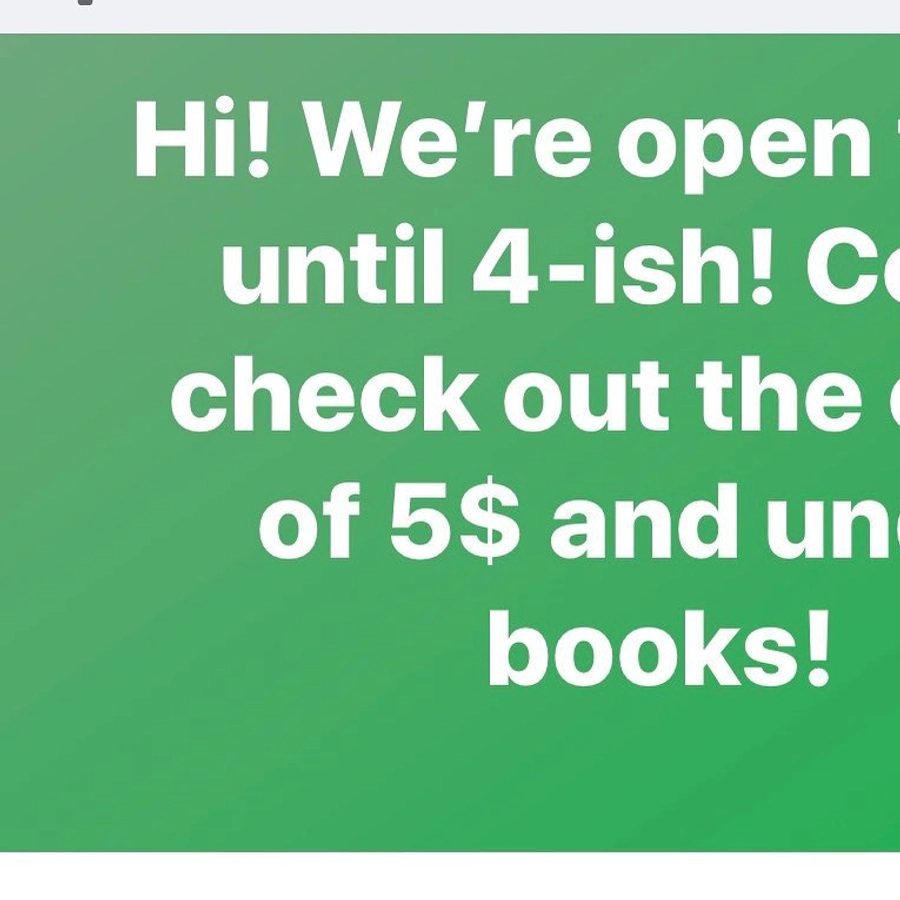 Hi! We're open
until 4-ish!
check out the
of 5$ and
books!